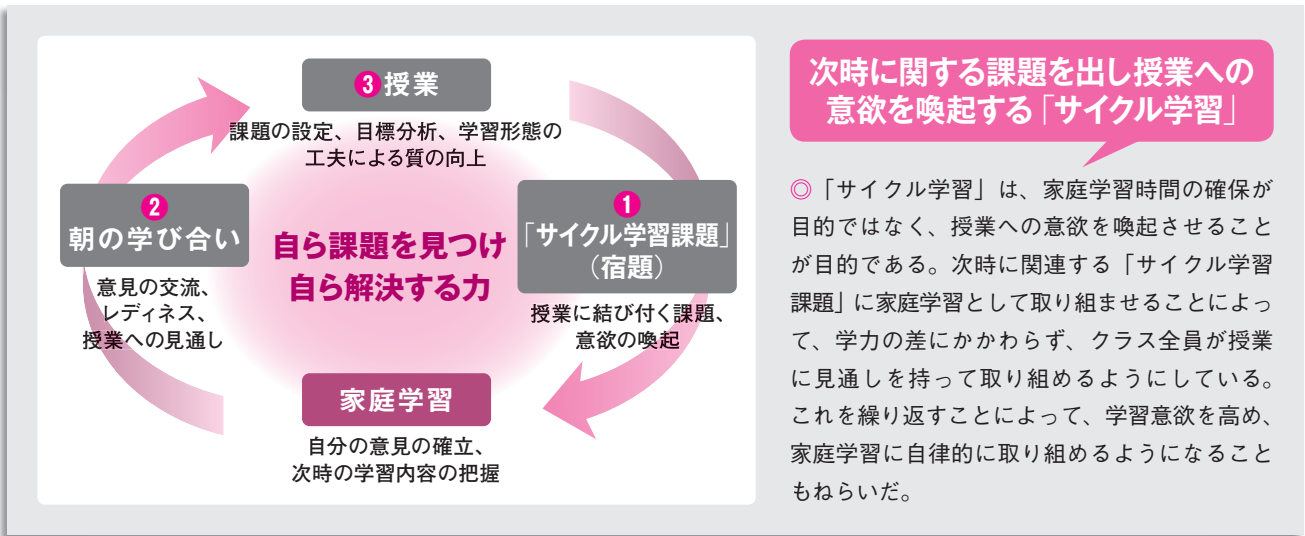 ❸授業
課題の設定、目標分析、学習形態の
工夫による質の向上
❷
朝の学び合い
意見の交流、
レディネス、
授業への見通し
自ら課題を見つけ
自ら解決する力
❶
「サイクル学習課題」
（宿題）
授業に結び付く課題、
意欲の喚起
家庭学習
自分の意見の確立、
次時の学習内容の把握
次時に関する課題を出し授業への
意欲を喚起する「サイクル学習」
◎「サイクル学習」は、家庭学習時間の確保が
目的ではなく、授業への意欲を喚起させること
が目的である。次時に関連する「サイクル学習
課題」に家庭学習として取り組ませることによっ
て、学力の差にかかわらず、クラス全員が授業
に見通しを持って取り組めるようにしている。
これを繰り返すことによって、学習意欲を高め、
家庭学習に自律的に取り組めるようになること
もねらいだ。